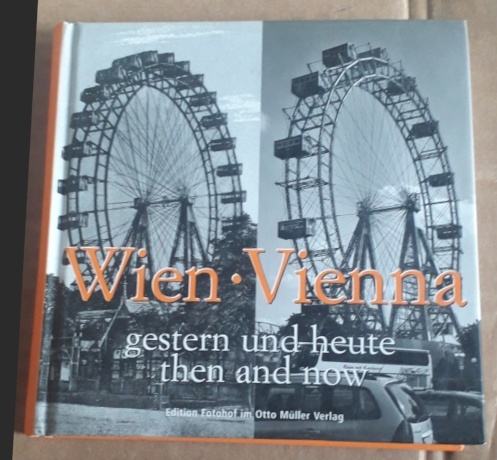 Wien · Vienna
gestern und heute
then and now
Edition Fotohof im Otto Müller Verlag